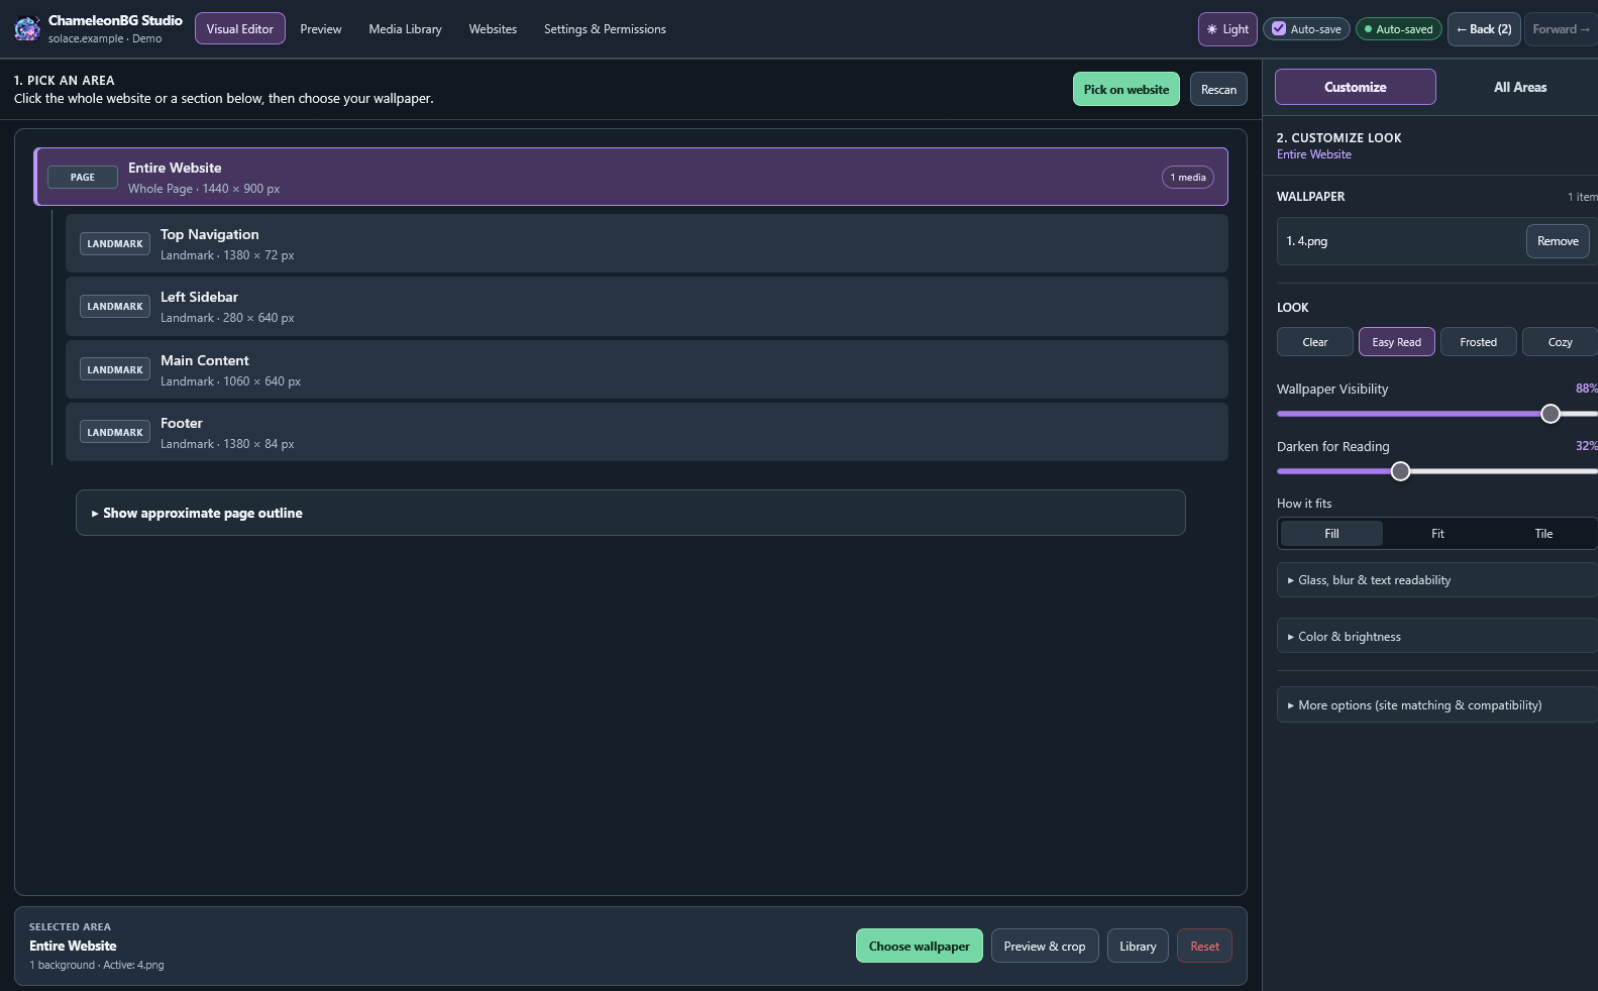 ChameleonBG Studio
solace.example · Demo
Visual Editor
Preview
Media Library
Websites
Settings & Permissions
☀ Light
Auto-save
Auto-saved
← Back (2)
Forward →
1. PICK AN AREA
Click the whole website or a section below, then choose your wallpaper.
Pick on website
Rescan
PAGE
Entire Website
Whole Page · 1440 × 900 px
1 media
LANDMARK
Top Navigation
Landmark · 1380 × 72 px
LANDMARK
Left Sidebar
Landmark · 280 × 640 px
LANDMARK
Main Content
Landmark · 1060 × 640 px
LANDMARK
Footer
Landmark · 1380 × 84 px
▸ Show approximate page outline
SELECTED AREA
Entire Website
1 background · Active: 4.png
Choose wallpaper
Preview & crop
Library
Reset
Customize
All Areas
2. CUSTOMIZE LOOK
Entire Website
WALLPAPER
1 item
1. 4.png
Remove
LOOK
Clear
Easy Read
Frosted
Cozy
Wallpaper Visibility
88%
Darken for Reading
32%
How it fits
Fill
Fit
Tile
▸ Glass, blur & text readability
▸ Color & brightness
▸ More options (site matching & compatibility)